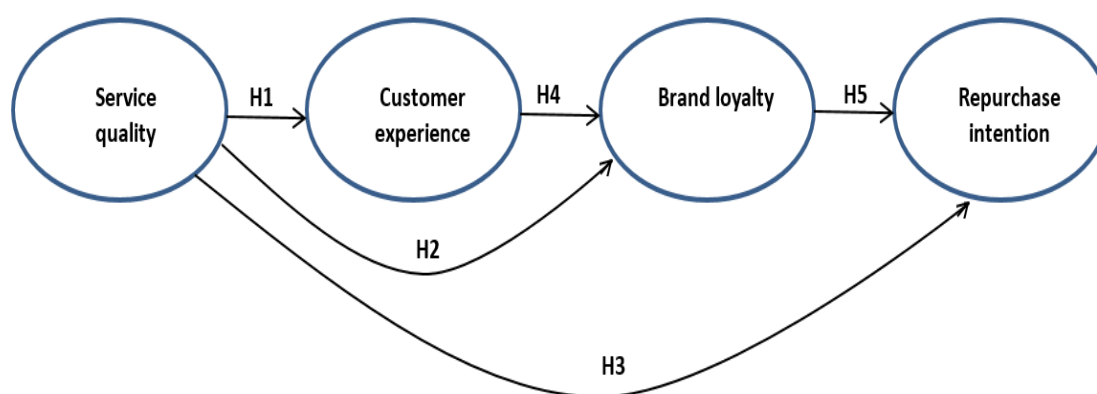 Service
quality
H1
Customer
experience
H4
Brand loyalty
H5
Repurchase
intention
H2
H3